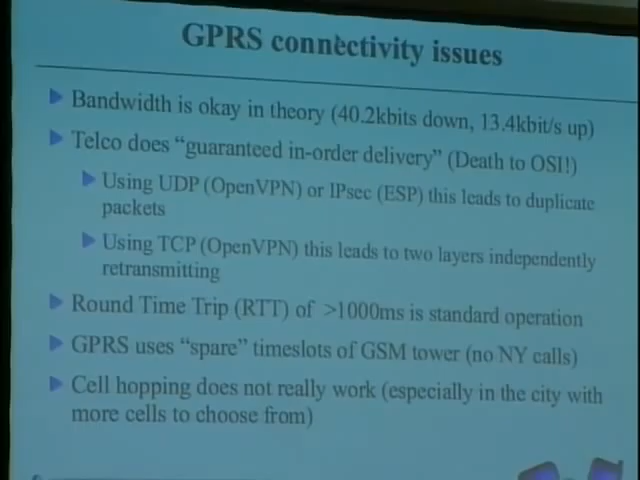 GPRS connectivity issues
Bandwidth is okay in theory (40.2kbits down, 13.4kbit/s up)
Telco does “guaranteed in-order delivery” (Death to OSI!)
Using UDP (OpenVPN) or IPsec (ESP) this leads to duplicate
packets
Using TCP (OpenVPN) this leads to two layers independently
retransmitting
Round Time Trip (RTT) of >1000ms is standard operation
GPRS uses “spare” timeslots of GSM tower (no NY calls)
Cell hopping does not really work (especially in the city with
more cells to choose from)